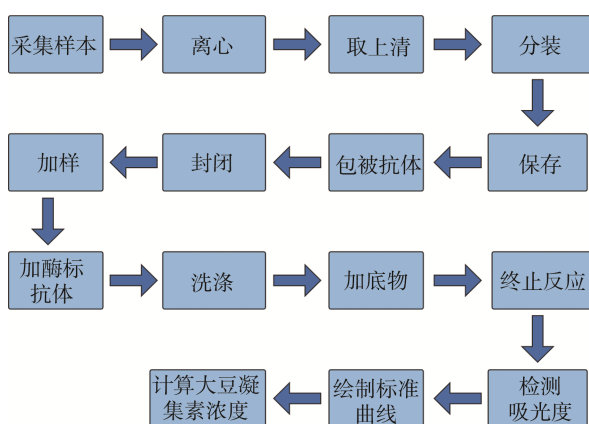 采集样本
离心
取上清
分装
保存
包被抗体
封闭
加样
加酶标
抗体
洗涤
加底物
终止反应
检测
吸光度
绘制标准
曲线
计算大豆凝
集素浓度